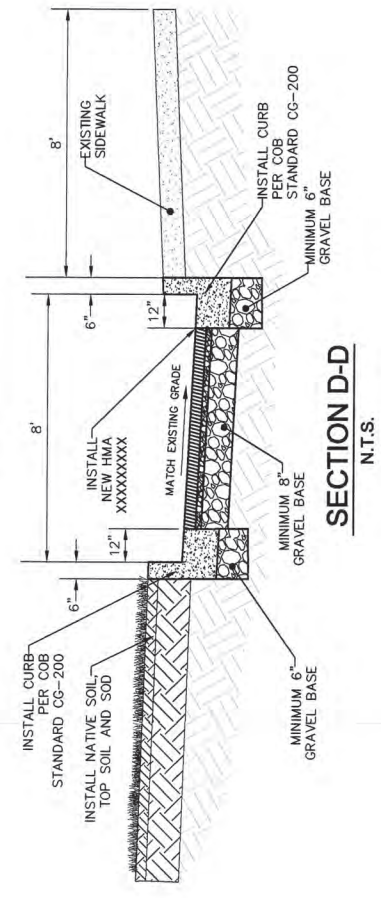 INSTALL CURB
PER COB
STANDARD CG-200
INSTALL NATIVE SOIL,
TOP SOIL AND SOD
6"
12"
8'
INSTALL
NEW HMA
XXXXXXXXX
MATCH EXISTING GRADE
6"
12"
8'
EXISTING
SIDEWALK
INSTALL CURB
PER COB
STANDARD CG-200
MINIMUM 6"
GRAVEL BASE
MINIMUM 8"
GRAVEL BASE
MINIMUM 6"
GRAVEL BASE
SECTION D-D
N.T.S.